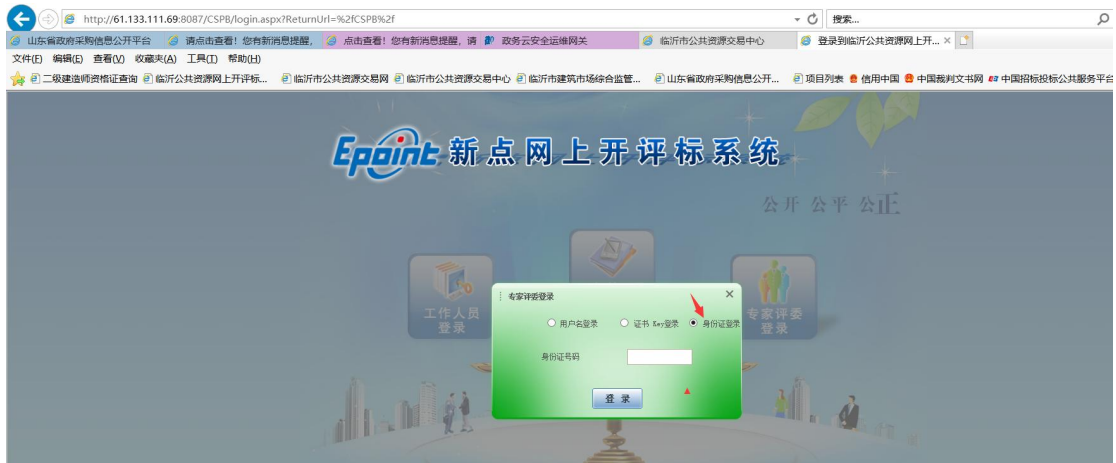 http://61.133.111.69:8087/CSPB/login.aspx?ReturnUrl=%2fCSPB%2f
搜索...
山东省政府采购信息公开平台
请点击查看！您有新消息提醒，
点击查看！您有新消息提醒，请
政务云安全运维网关
临沂市公共资源交易中心
登录到临沂公共资源网上开...
文件(F) 编辑(E) 查看(V) 收藏夹(A) 工具(T) 帮助(H)
二级建造师资格证查询
临沂公共资源网上开评标...
临沂市公共资源交易网
临沂市公共资源交易中心
临沂市建筑市场综合监管...
山东省政府采购信息公开...
项目列表
信用中国
中国裁判文书网
中国招标投标公共服务平台
Epoint 新点网上开评标系统
公开 公平 公正
工作人员
登录
专家评委
登录
专家评委登录
用户名登录 证书 Key登录 身份证登录
身份证号码
登 录